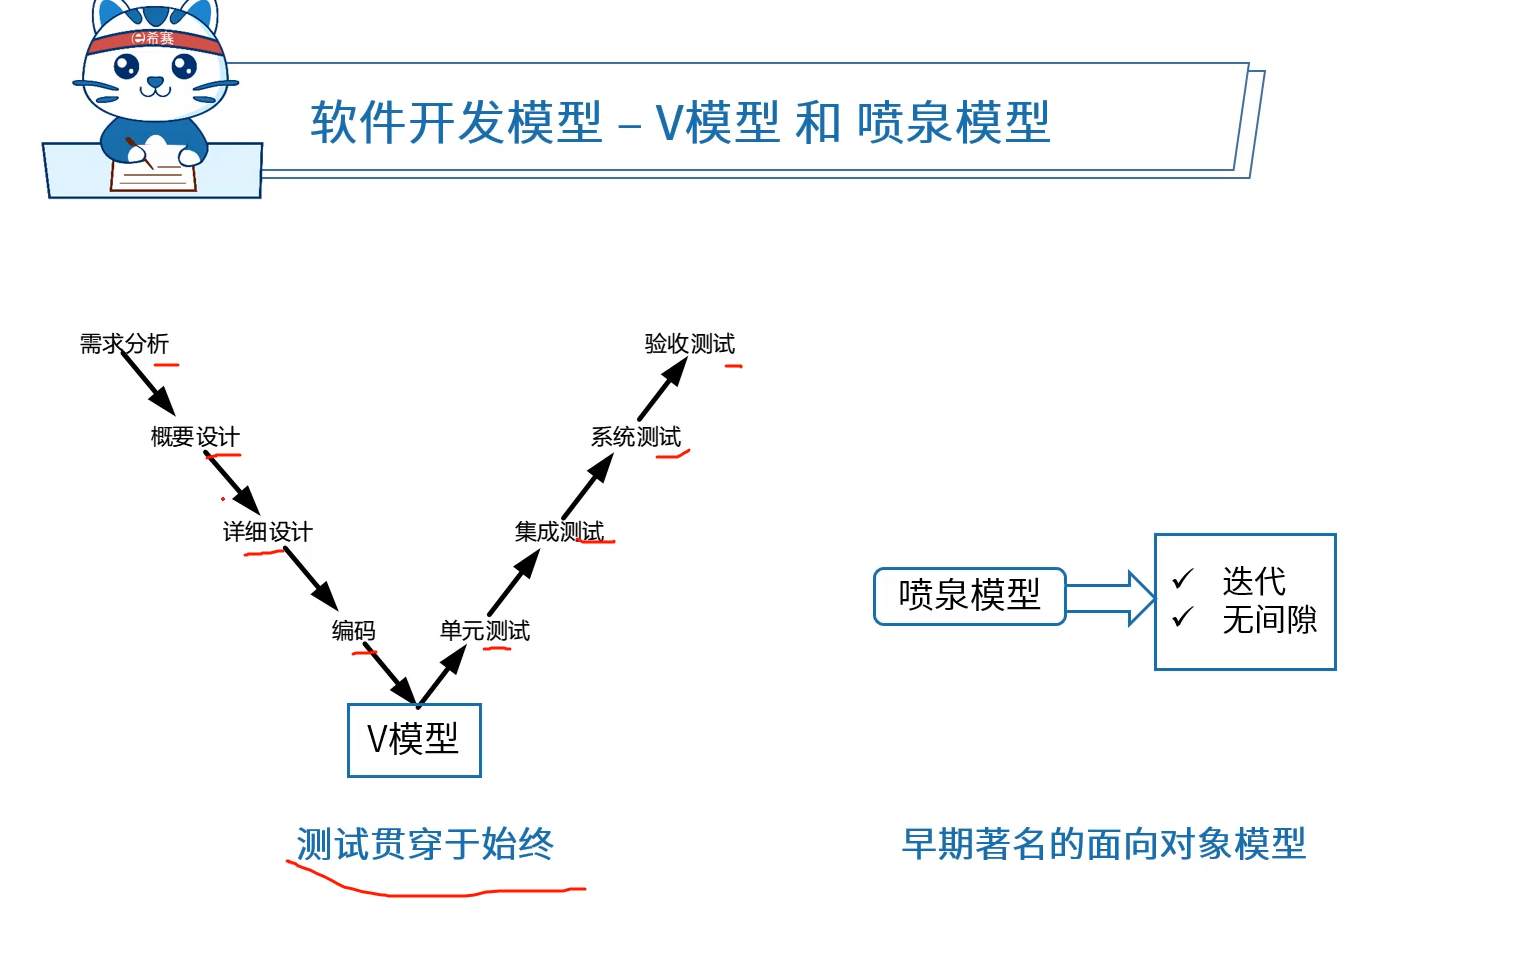 希赛
软件开发模型 – V模型 和 喷泉模型
需求分析
验收测试
概要设计
系统测试
详细设计
集成测试
编码
单元测试
V模型
测试贯穿于始终
喷泉模型
✓ 迭代
✓ 无间隙
早期著名的面向对象模型